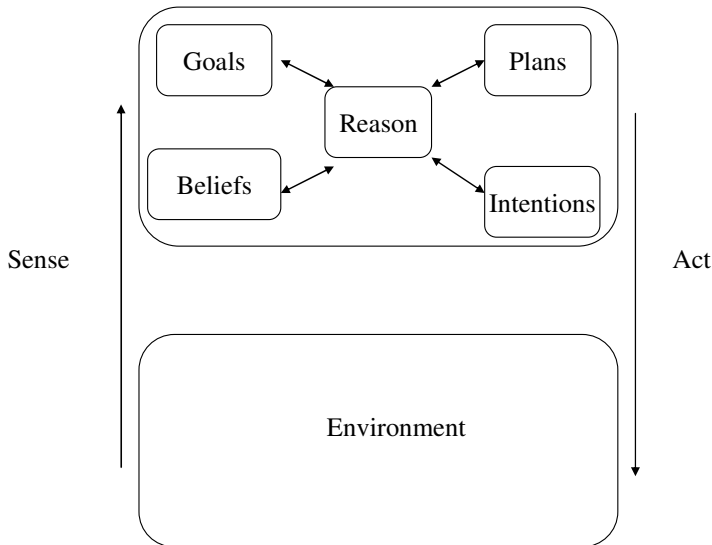 Goals
Plans
Reason
Beliefs
Intentions
Sense
Act
Environment